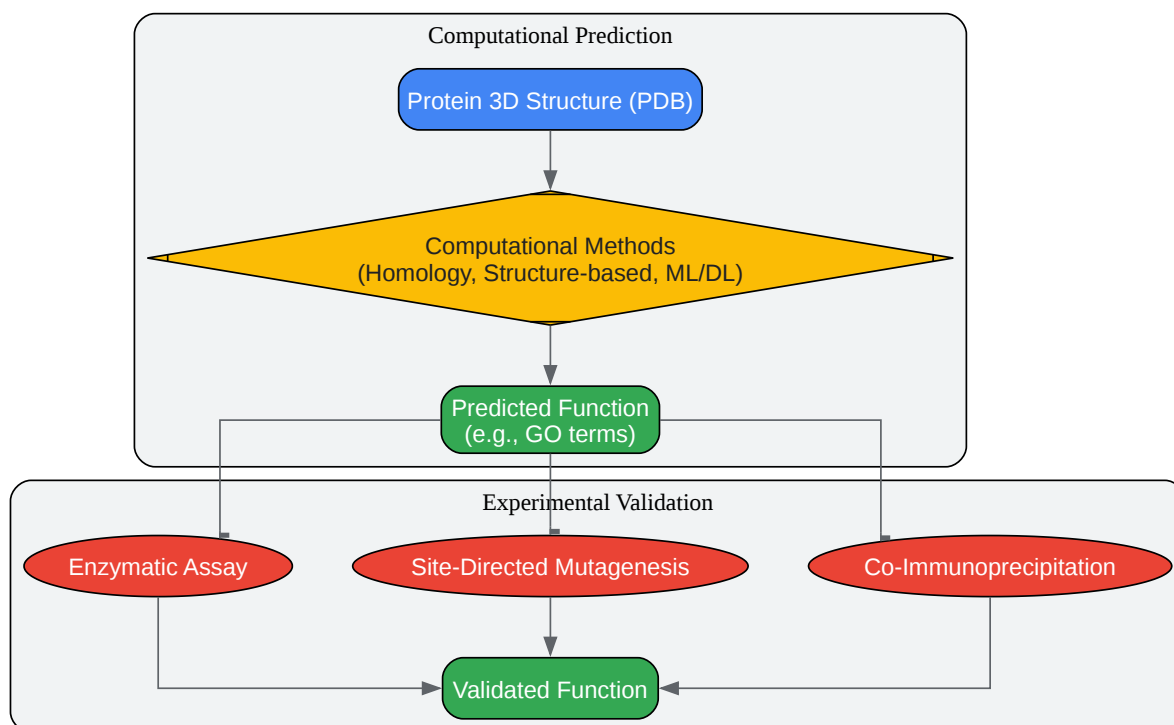 Computational Prediction
Protein 3D Structure (PDB)
Computational Methods
(Homology, Structure-based, ML/DL)
Predicted Function
(e.g., GO terms)
Experimental Validation
Enzymatic Assay
Site-Directed Mutagenesis
Co-Immunoprecipitation
Validated Function